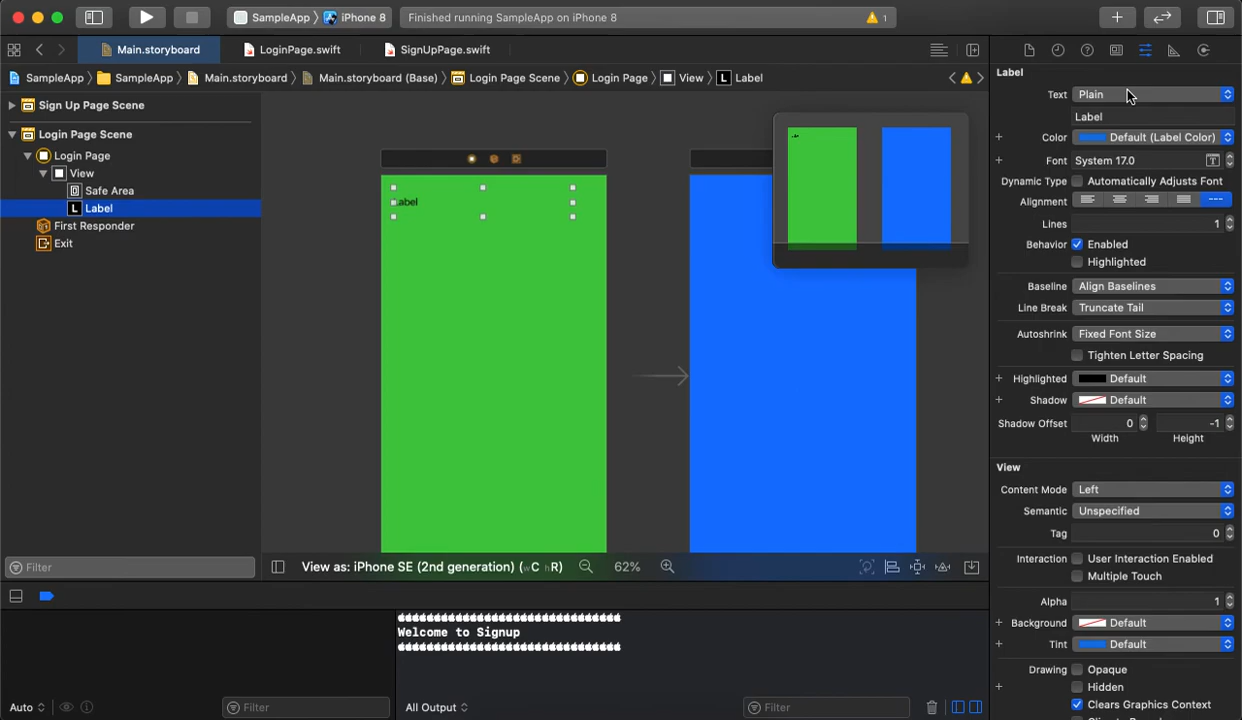 SampleApp 〉 iPhone 8
Finished running SampleApp on iPhone 8
1
Main.storyboard
LoginPage.swift
SignUpPage.swift
SampleApp 〉 SampleApp 〉 Main.storyboard 〉 Main.storyboard (Base) 〉 Login Page Scene 〉 Login Page 〉 View 〉 L Label
Sign Up Page Scene
Login Page Scene
Login Page
View
Safe Area
L Label
First Responder
Exit
Filter
Label
View as: iPhone SE (2nd generation) (wC hR)
62%
Label
Text Plain
Label
Color Default (Label Color)
Font System 17.0 T
Dynamic Type Automatically Adjusts Font
Alignment
Lines 1
Behavior Enabled
Highlighted
Baseline Align Baselines
Line Break Truncate Tail
Autoshrink Fixed Font Size
Tighten Letter Spacing
Highlighted Default
Shadow Default
Shadow Offset 0 -1
Width Height
View
Content Mode Left
Semantic Unspecified
Tag 0
Interaction User Interaction Enabled
Multiple Touch
Alpha 1
Background Default
Tint Default
Drawing Opaque
Hidden
Clears Graphics Context
Welcome to Signup
Auto
Filter
All Output
Filter